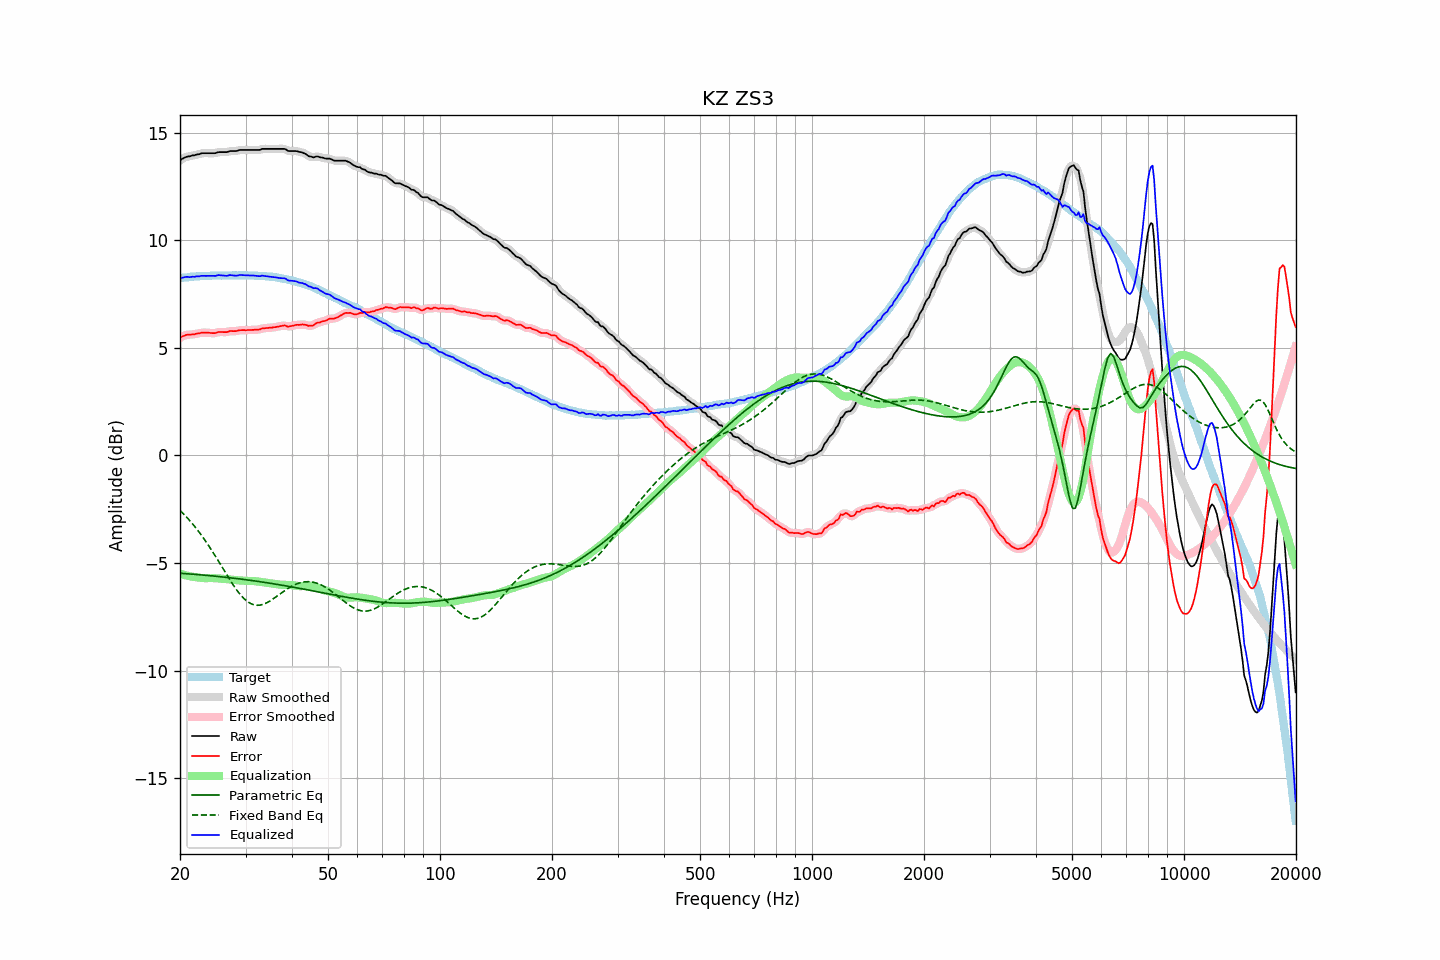 KZ ZS3
15
10
5
0
−5
−10
−15
Amplitude (dBr)
Target
Raw Smoothed
Error Smoothed
Raw
Error
Equalization
Parametric Eq
Fixed Band Eq
Equalized
20 50 100 200 500 1000 2000 5000 10000 20000
Frequency (Hz)